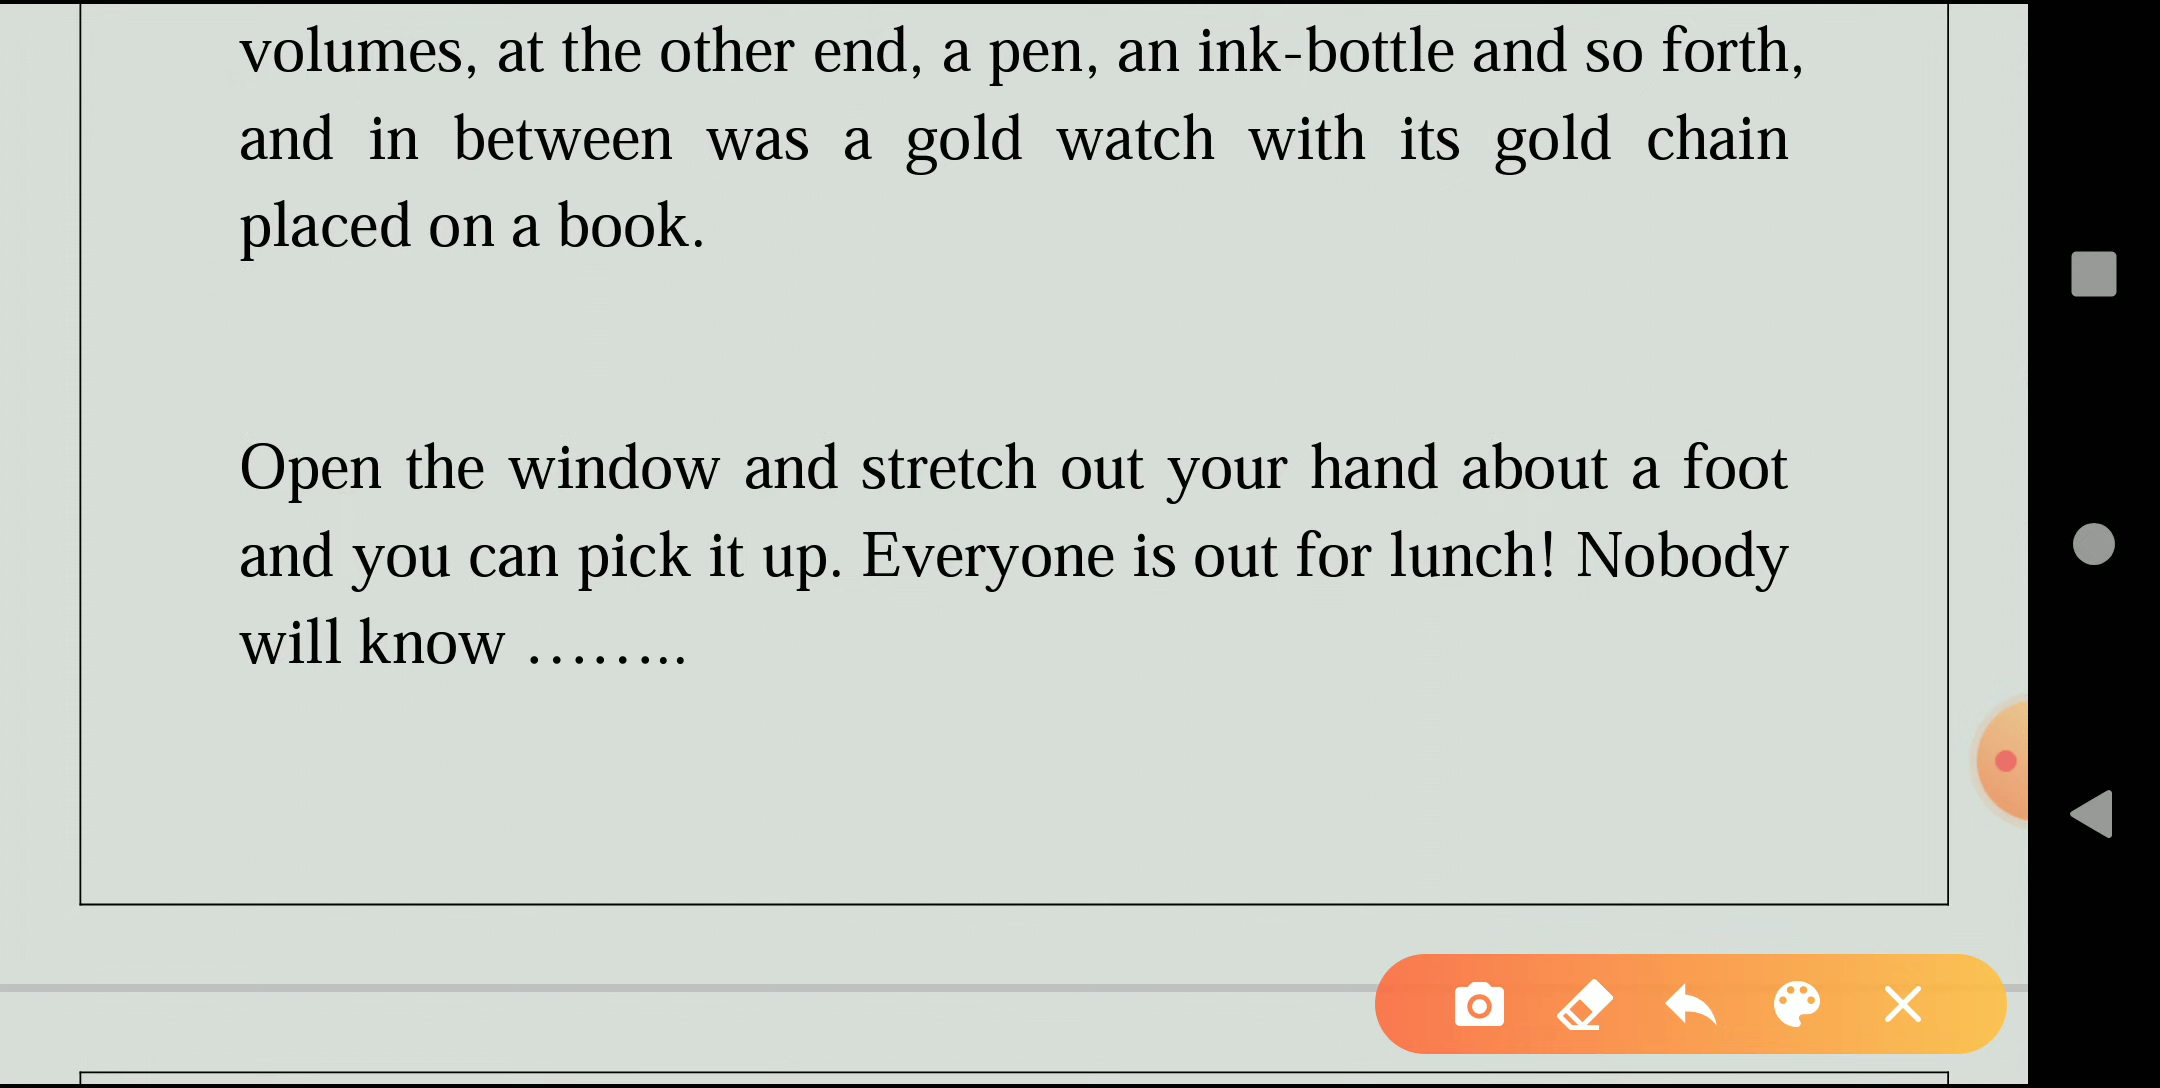 volumes, at the other end, a pen, an ink-bottle and so forth,
and in between was a gold watch with its gold chain
placed on a book.
Open the window and stretch out your hand about a foot
and you can pick it up. Everyone is out for lunch! Nobody
will know ……...